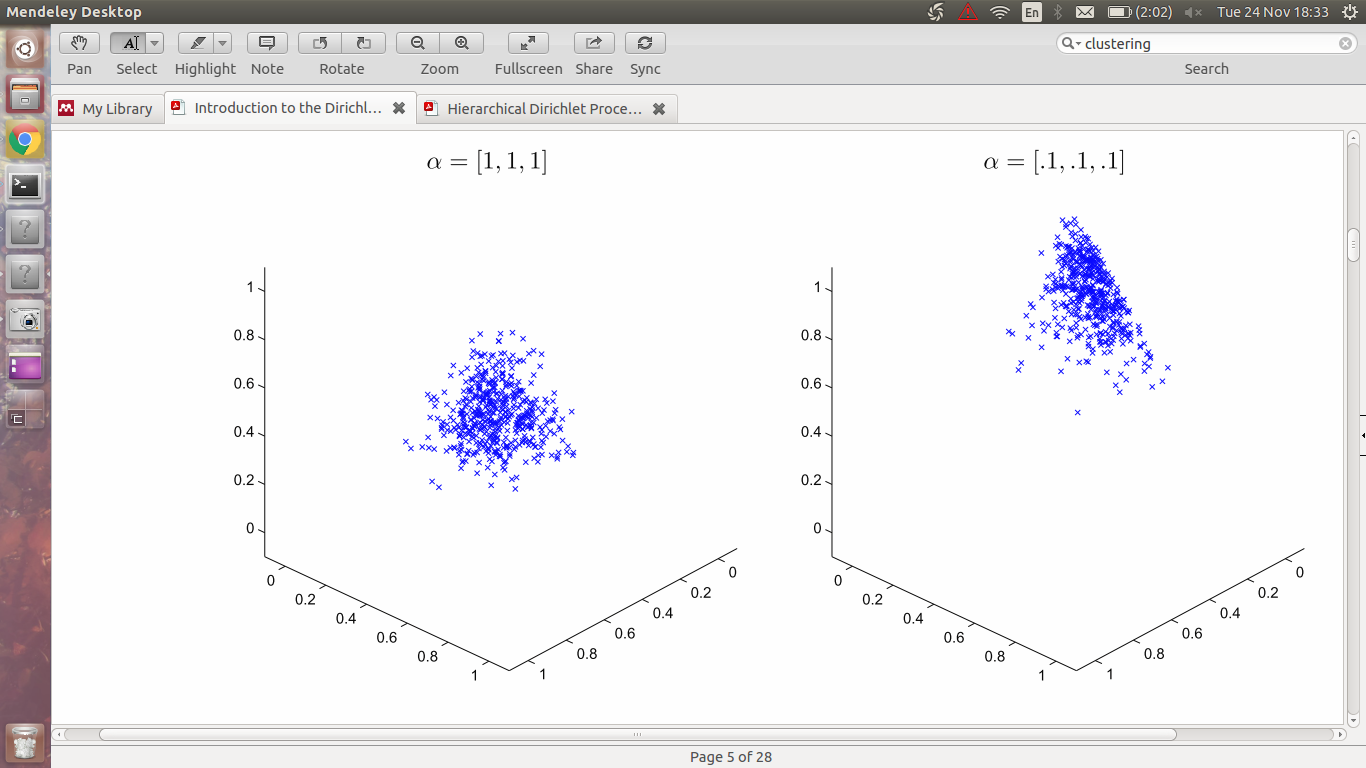 Mendeley Desktop
En
(2:02)
Tue 24 Nov 18:33
Pan
Select
Highlight
Note
Rotate
Zoom
Fullscreen
Share
Sync
clustering
Search
My Library
Introduction to the Dirichl...
Hierarchical Dirichlet Proce...
α = [1, 1, 1]
α = [.1, .1, .1]
1
0.8
0.6
0.4
0.2
0
0
0.2
0.4
0.6
0.8
1
0
0.2
0.4
0.6
0.8
1
1
0.8
0.6
0.4
0.2
0
0
0.2
0.4
0.6
0.8
1
0
0.2
0.4
0.6
0.8
1
Page 5 of 28